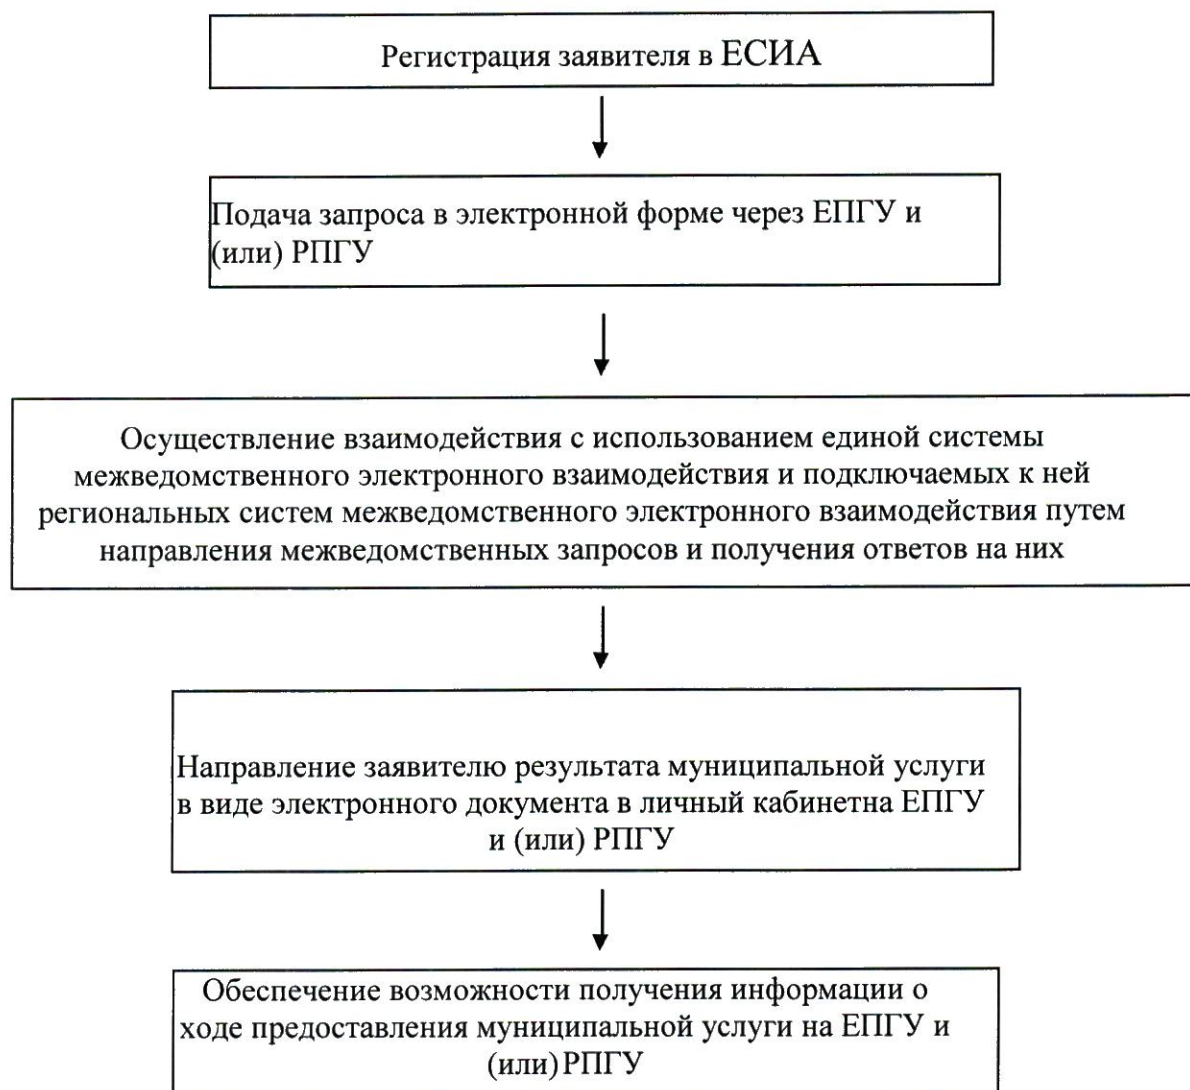 Регистрация заявителя в ЕСИА
Подача запроса в электронной форме через ЕПГУ и
(или) РПГУ
Осуществление взаимодействия с использованием единой системы
межведомственного электронного взаимодействия и подключаемых к ней
региональных систем межведомственного электронного взаимодействия путем
направления межведомственных запросов и получения ответов на них
Направление заявителю результата муниципальной услуги
в виде электронного документа в личный кабинетна ЕПГУ
и (или) РПГУ
Обеспечение возможности получения информации о
ходе предоставления муниципальной услуги на ЕПГУ и
(или)РПГУ